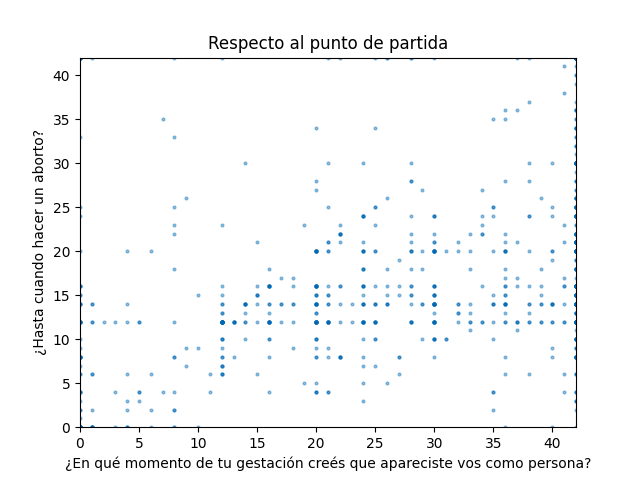 Respecto al punto de partida
¿Hasta cuando hacer un aborto?
40
35
30
25
20
15
10
5
0
0 5 10 15 20 25 30 35 40
¿En qué momento de tu gestación creés que apareciste vos como persona?